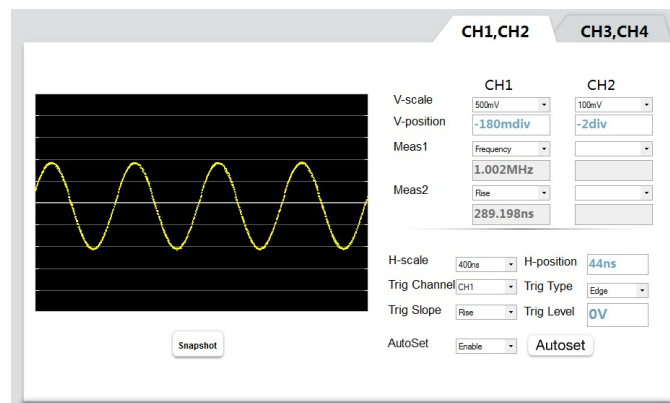 CH1,CH2 CH3,CH4
CH1 CH2
V-scale 500mV 100mV
V-position -180mdiv -2div
Meas1 Frequency
1.002MHz
Meas2 Rise
289.198ns
H-scale 400ns H-position 44ns
Trig Channel CH1 Trig Type Edge
Trig Slope Rise Trig Level 0V
Snapshot AutoSet Enable Autoset